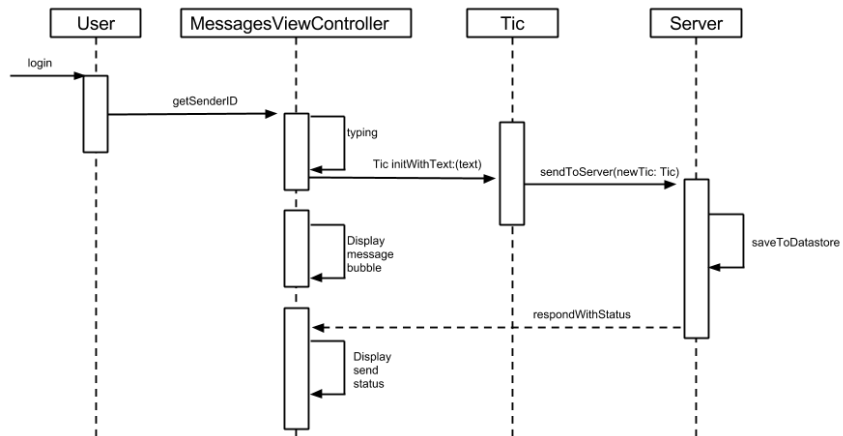 User
MessagesViewController
Tic
Server
login
getSenderID
typing
Tic initWithText:(text)
sendToServer(newTic: Tic)
saveToDatastore
Display
message
bubble
respondWithStatus
Display
send
status